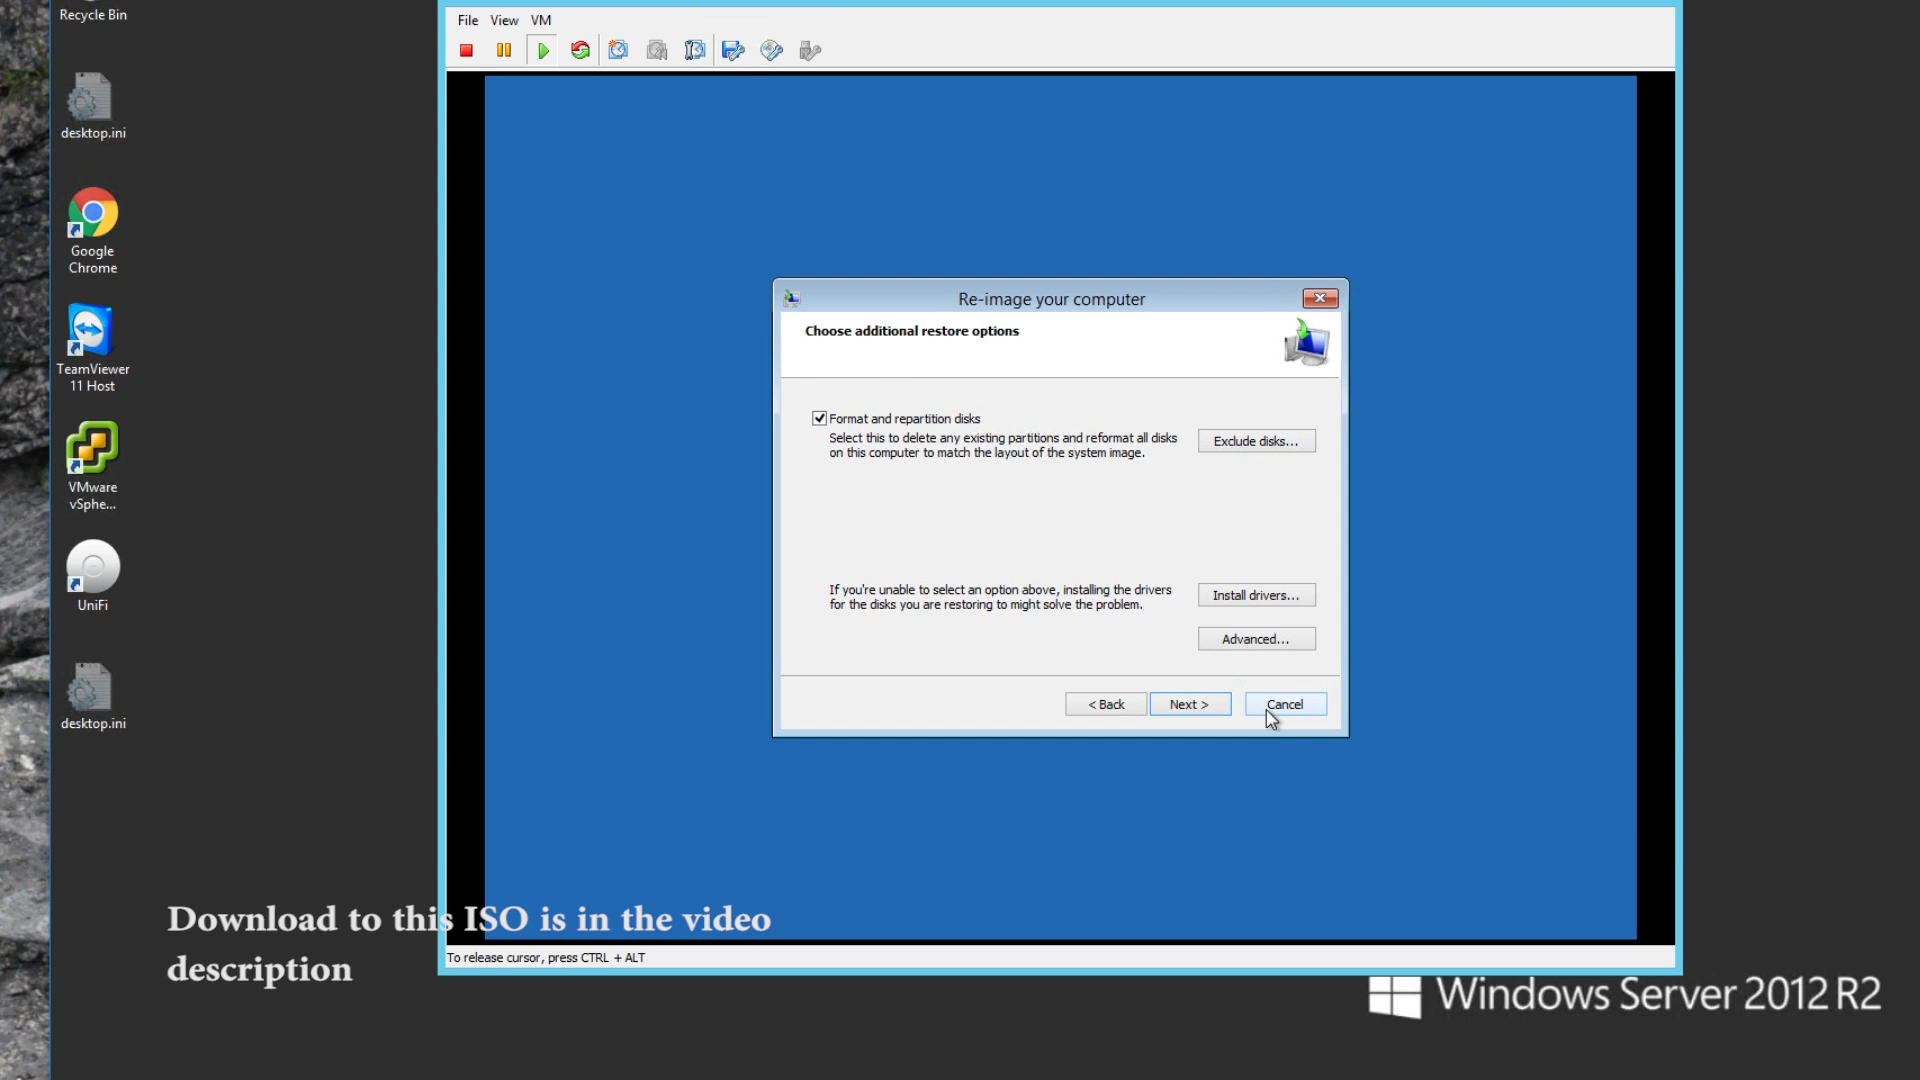 Recycle Bin
desktop.ini
Google
Chrome
TeamViewer
11 Host
VMware
vSphe...
UniFi
desktop.ini
File View VM
Re-image your computer
Choose additional restore options
Format and repartition disks
Select this to delete any existing partitions and reformat all disks
on this computer to match the layout of the system image.
Exclude disks...
If you're unable to select an option above, installing the drivers
for the disks you are restoring to might solve the problem.
Install drivers...
Advanced...
< Back Next > Cancel
Download to this ISO is in the video
description
To release cursor, press CTRL + ALT
Windows Server 2012 R2